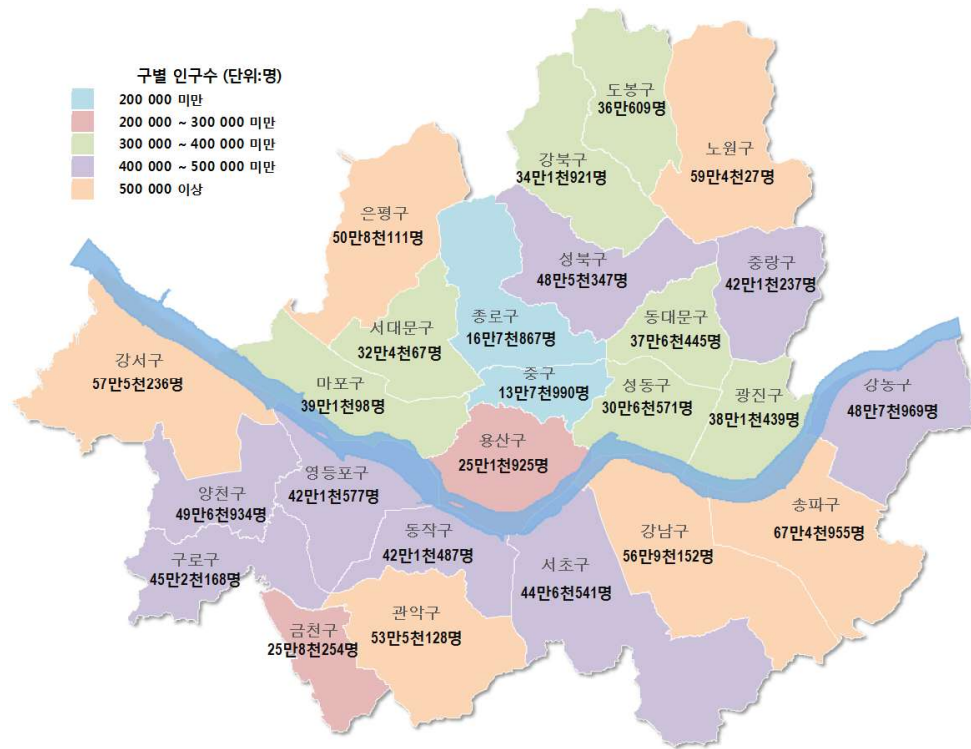 구별 인구수 (단위:명)
200 000 미만
200 000 ~ 300 000 미만
300 000 ~ 400 000 미만
400 000 ~ 500 000 미만
500 000 이상
도봉구
36만609명
노원구
59만4천27명
강북구
34만1천921명
은평구
50만8천111명
성북구
48만5천347명
중랑구
42만1천237명
종로구
16만7천867명
서대문구
32만4천67명
동대문구
37만6천445명
강서구
57만5천236명
마포구
39만1천98명
중구
13만7천990명
성동구
30만6천571명
광진구
38만1천439명
강농구
48만7천969명
용산구
25만1천925명
양천구
49만6천934명
영등포구
42만1천577명
동작구
42만1천487명
강남구
56만9천152명
송파구
67만4천955명
구로구
45만2천168명
서초구
44만6천541명
금천구
25만8천254명
관악구
53만5천128명